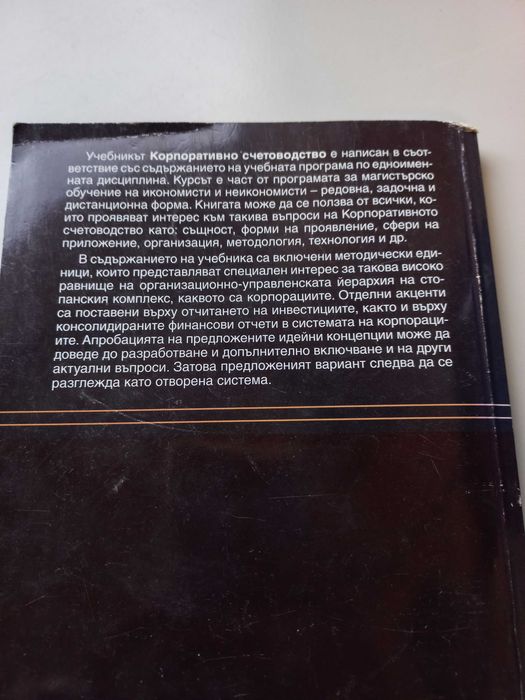 Учебникът Корпоративно счетоводство е написан в съот-
ветствие със съдържанието на учебната програма по едноимен-
ната дисциплина. Курсът е част от програмата за магистърско
обучение на икономисти и неикономисти – редовна, задочна и
дистанционна форма. Книгата може да се ползва от всички, ко-
ито проявяват интерес към такива въпроси на Корпоративното
счетоводство като: същност, форми на проявление, сфери на
приложение, организация, методология, технология и др.
В съдържанието на учебника са включени методически еди-
ници, които представляват специален интерес за такова високо
равнище на организационно-управленската йерархия на сто-
панския комплекс, каквото са корпорациите. Отделни акценти
са поставени върху отчитането на инвестициите, както и върху
консолидираните финансови отчети в системата на корпораци-
ите. Апробацията на предложените идейни концепции може да
доведе до разработване и допълнително включване и на други
актуални въпроси. Затова предложеният вариант следва да се
разглежда като отворена система.